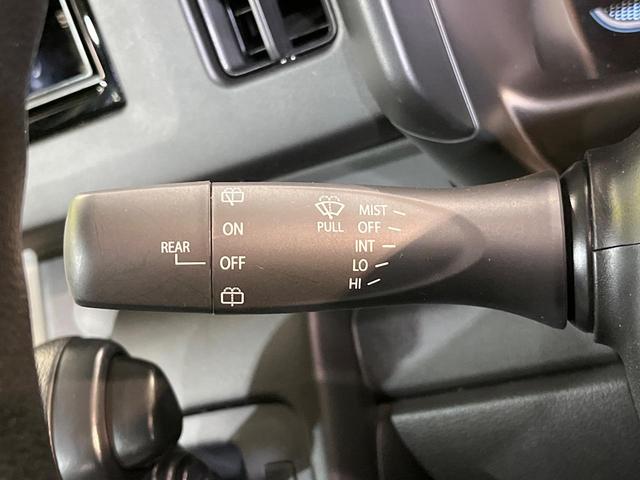 REAR
ON
OFF
PULL
MIST
OFF
INT
LO
HI